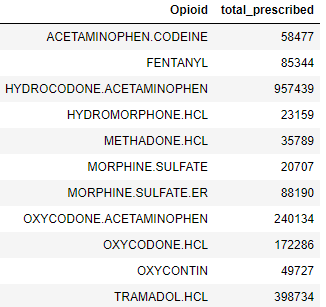 Opioid total_prescribed
ACETAMINOPHEN.CODEINE 58477
FENTANYL 85344
HYDROCODONE.ACETAMINOPHEN 957439
HYDROMORPHONE.HCL 23159
METHADONE.HCL 35789
MORPHINE.SULFATE 20707
MORPHINE.SULFATE.ER 88190
OXYCODONE.ACETAMINOPHEN 240134
OXYCODONE.HCL 172286
OXYCONTIN 49727
TRAMADOL.HCL 398734